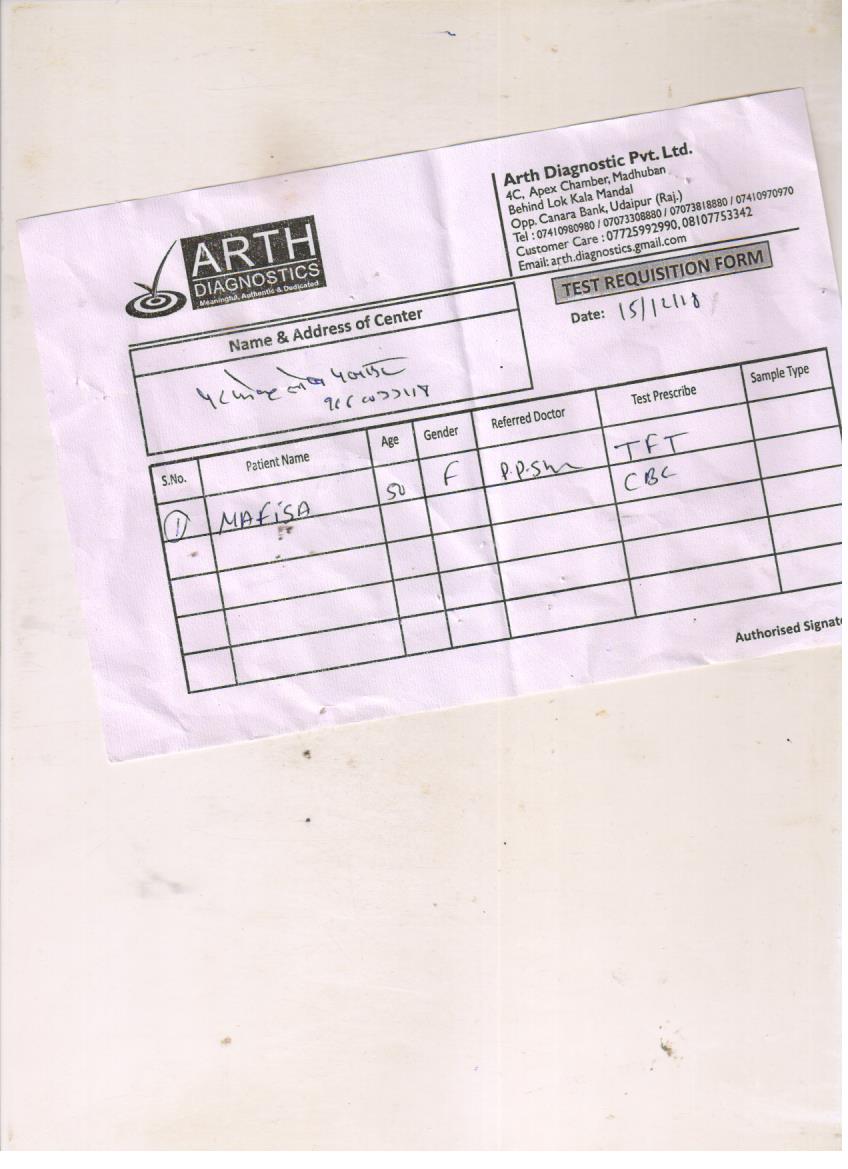 ARTH
DIAGNOSTICS
Meaningful, Authentic & Dedicated
Arth Diagnostic Pvt. Ltd.
4C, Apex Chamber, Madhuban
Behind Lok Kala Mandal
Opp. Canara Bank, Udaipur (Raj.)
Tel : 07410980980 / 07073308880 / 07073818880 / 07410970970
Customer Care : 07725992990, 08107753342
Email: arth.diagnostics.gmail.com
TEST REQUISITION FORM
Date: 15/12/18
Name & Address of Center
S.No. Patient Name Age Gender Referred Doctor Test Prescribe Sample Type
1 MAFISA 50 F P.P. TFT
CBC
Authorised